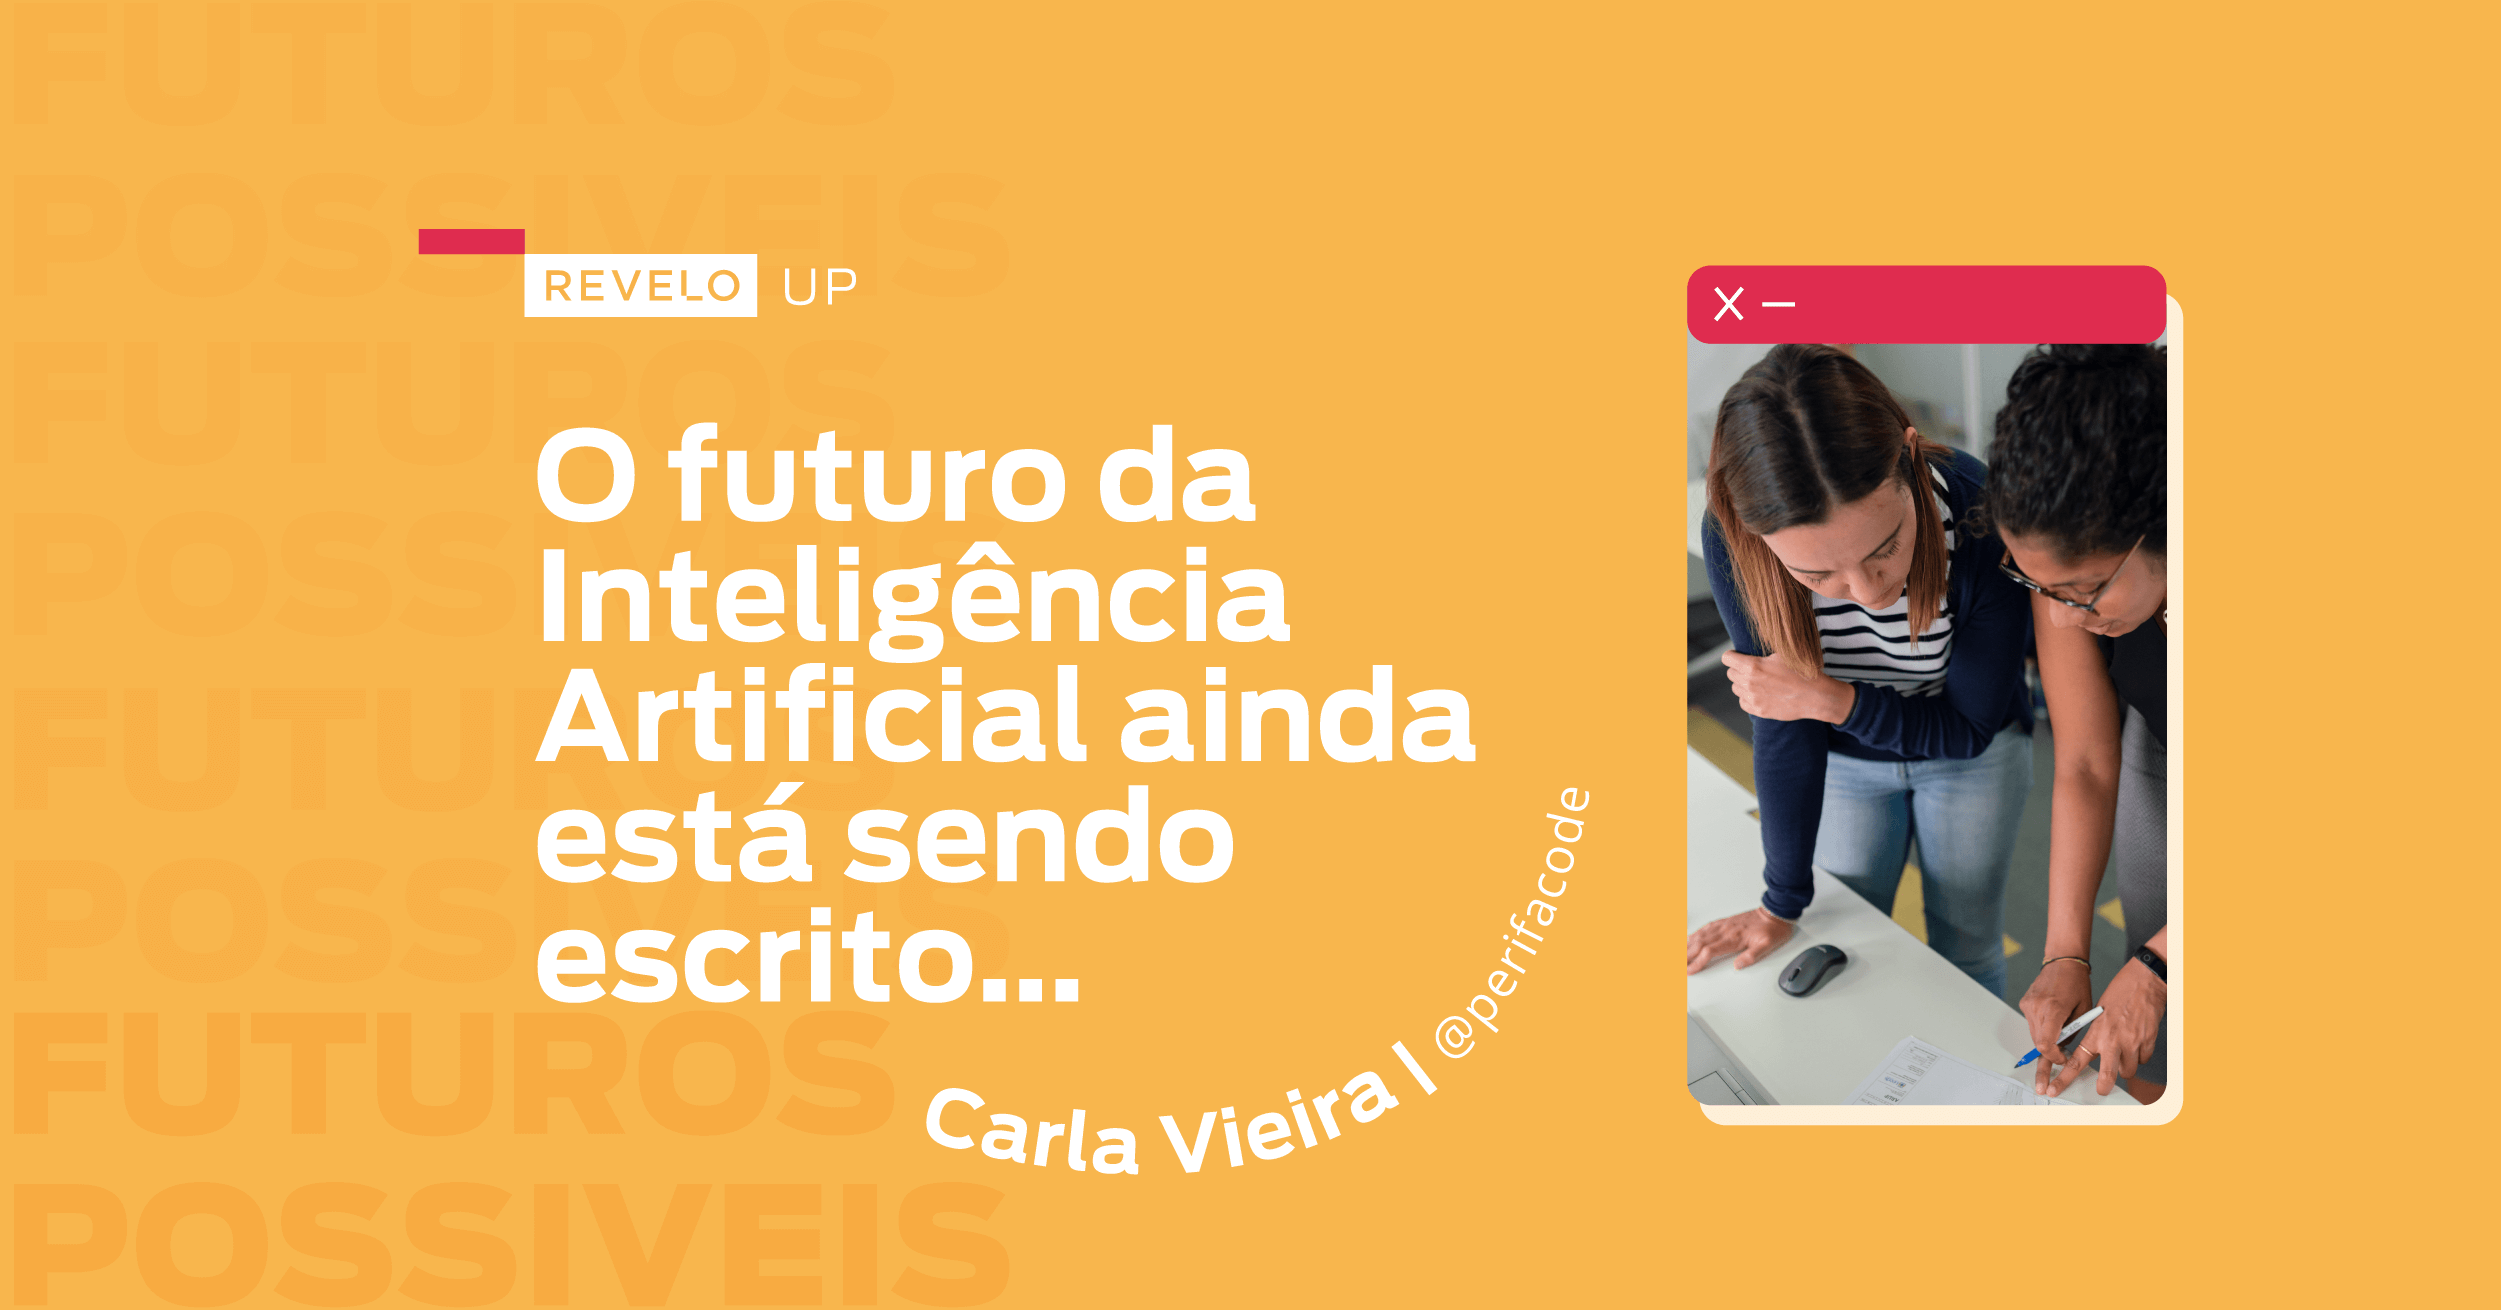 FUTUROS
POSSIVEIS
FUTUROS
POSSIVEIS
FUTUROS
POSSIVEIS
FUTUROS
POSSIVEIS
REVELO UP
O futuro da
Inteligência
Artificial ainda
está sendo
escrito...
Carla Vieira | @perifacode
X —